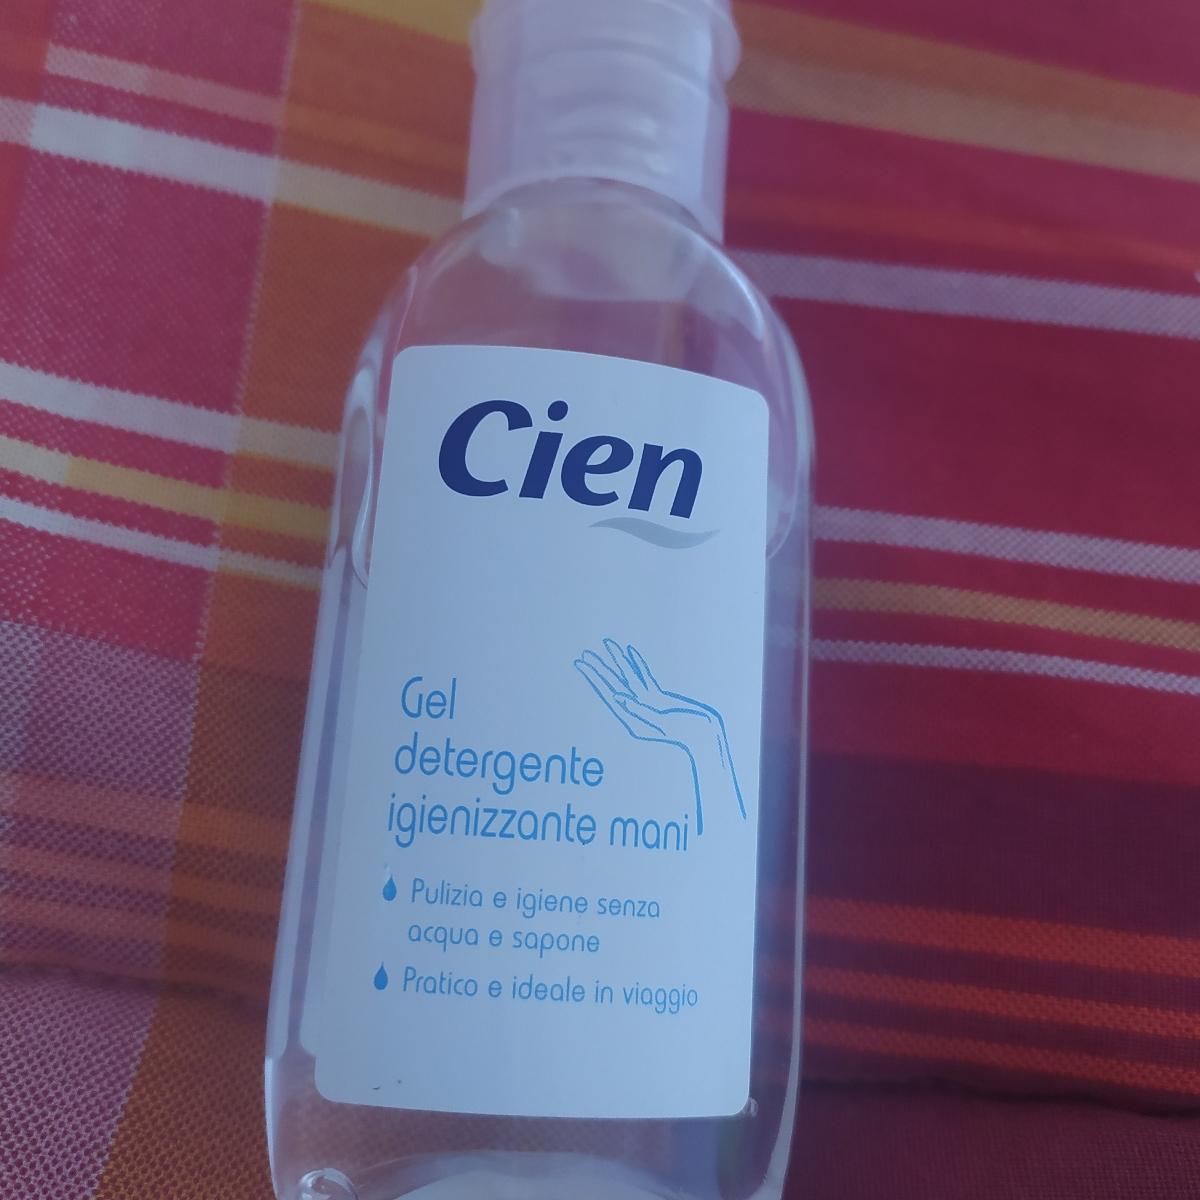 Cien
Gel
detergente
igienizzante mani
Pulizia e igiene senza
acqua e sapone
Pratico e ideale in viaggio